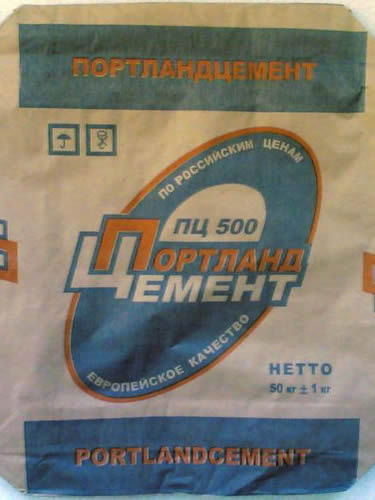 ПОРТЛАНДЦЕМЕНТ
ПО РОССИЙСКИМ ЦЕНАМ
ПЦ 500
ПОРТЛАНД
ЦЕМЕНТ
ЕВРОПЕЙСКОЕ КАЧЕСТВО
НЕТТО
50 кг ± 1 кг
PORTLANDCEMENT